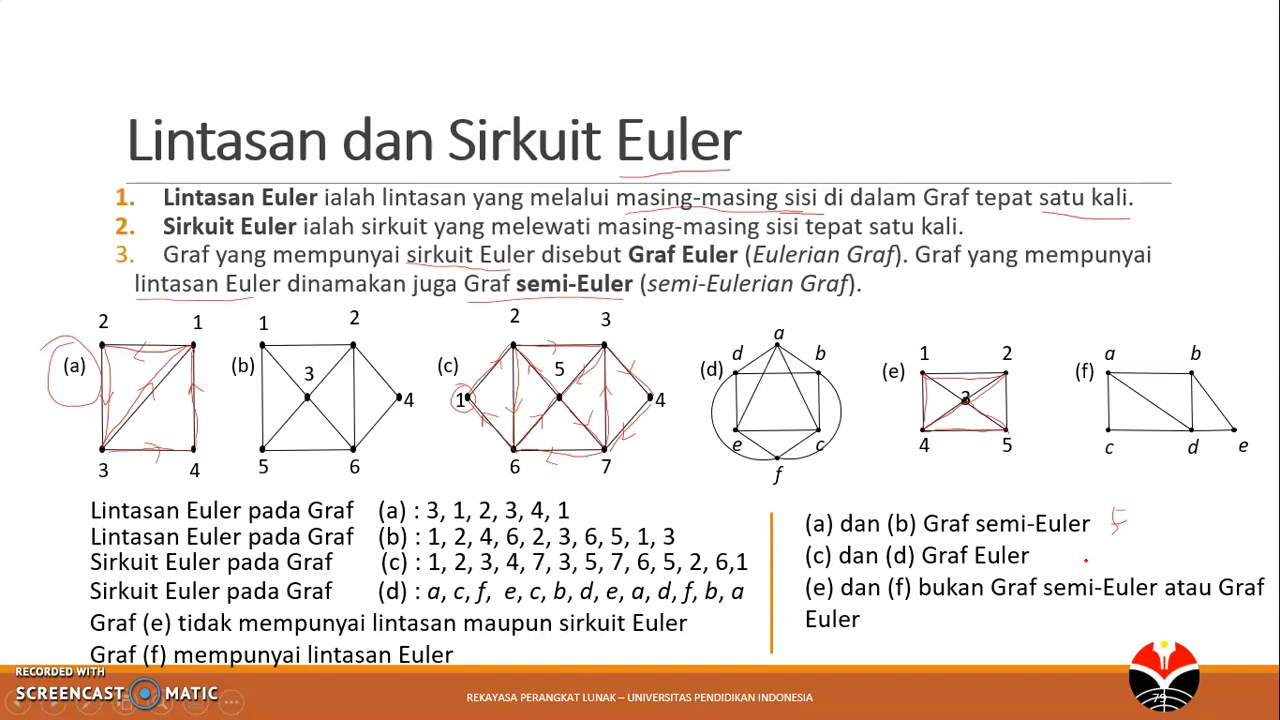 Lintasan dan Sirkuit Euler
1. Lintasan Euler ialah lintasan yang melalui masing-masing sisi di dalam Graf tepat satu kali.
2. Sirkuit Euler ialah sirkuit yang melewati masing-masing sisi tepat satu kali.
3. Graf yang mempunyai sirkuit Euler disebut Graf Euler (Eulerian Graf). Graf yang mempunyai
lintasan Euler dinamakan juga Graf semi-Euler (semi-Eulerian Graf).
(a) 2 1 3 4
(b) 1 2 3 4 5 6
(c) 2 3 1 5 4 6 7
(d) a d b e c f
(e) 1 2 3 4 5
(f) a b c d e
Lintasan Euler pada Graf (a) : 3, 1, 2, 3, 4, 1
Lintasan Euler pada Graf (b) : 1, 2, 4, 6, 2, 3, 6, 5, 1, 3
Sirkuit Euler pada Graf (c) : 1, 2, 3, 4, 7, 3, 5, 7, 6, 5, 2, 6,1
Sirkuit Euler pada Graf (d) : a, c, f, e, c, b, d, e, a, d, f, b, a
Graf (e) tidak mempunyai lintasan maupun sirkuit Euler
Graf (f) mempunyai lintasan Euler
(a) dan (b) Graf semi-Euler
(c) dan (d) Graf Euler
(e) dan (f) bukan Graf semi-Euler atau Graf
Euler
RECORDED WITH
SCREENCAST MATIC
REKAYASA PERANGKAT LUNAK – UNIVERSITAS PENDIDIKAN INDONESIA
79